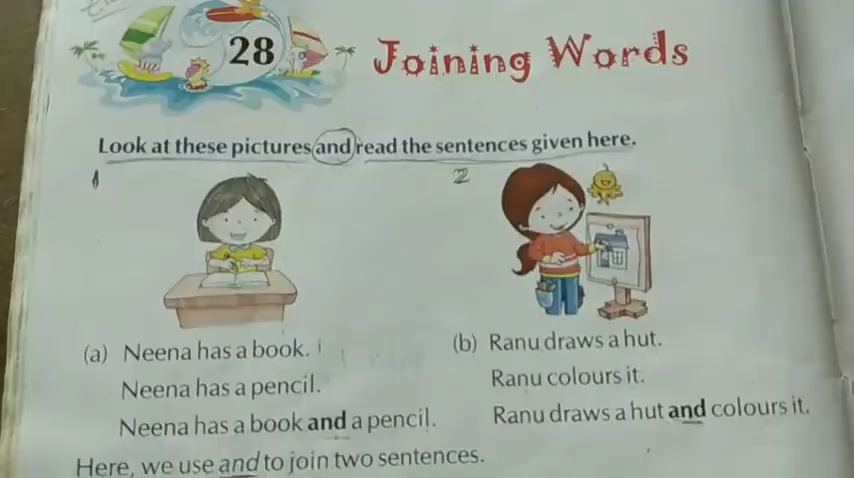 28 Joining Words
Look at these pictures and read the sentences given here.
1 2
(a) Neena has a book.
Neena has a pencil.
Neena has a book and a pencil.
(b) Ranu draws a hut.
Ranu colours it.
Ranu draws a hut and colours it.
Here, we use and to join two sentences.